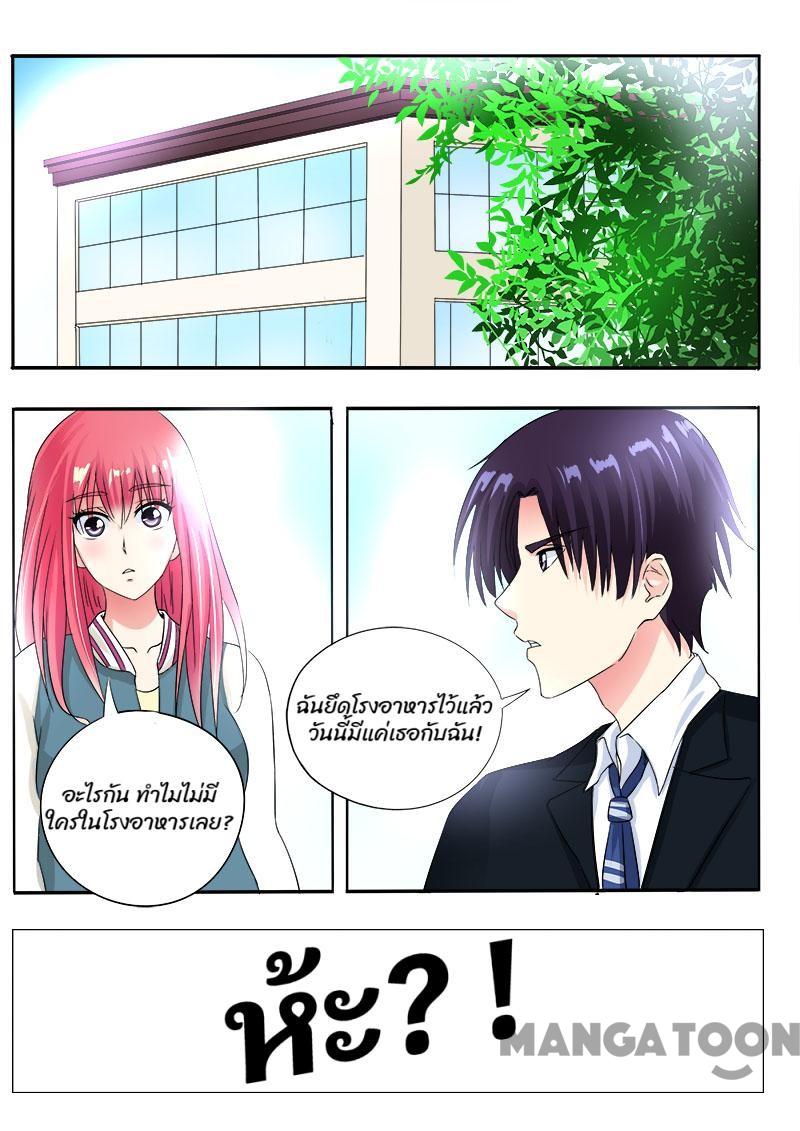 อะไรกัน ทำไมไม่มี
ใครในโรงอาหารเลย?
ฉันยึดโรงอาหารไว้แล้ว
วันนี้มีแค่เธอกับฉัน!
ห้ะ?!
MANGATOON